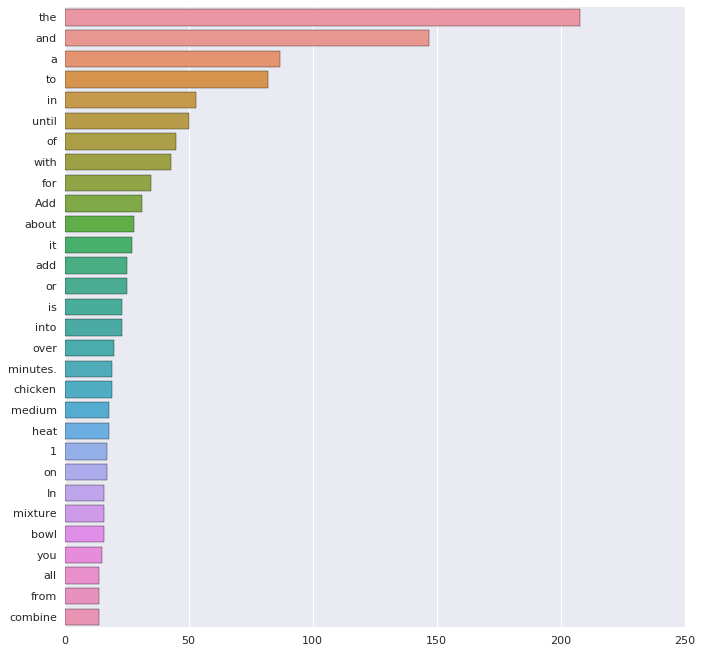 the
and
a
to
in
until
of
with
for
Add
about
it
add
or
is
into
over
minutes.
chicken
medium
heat
1
on
In
mixture
bowl
you
all
from
combine
0 50 100 150 200 250